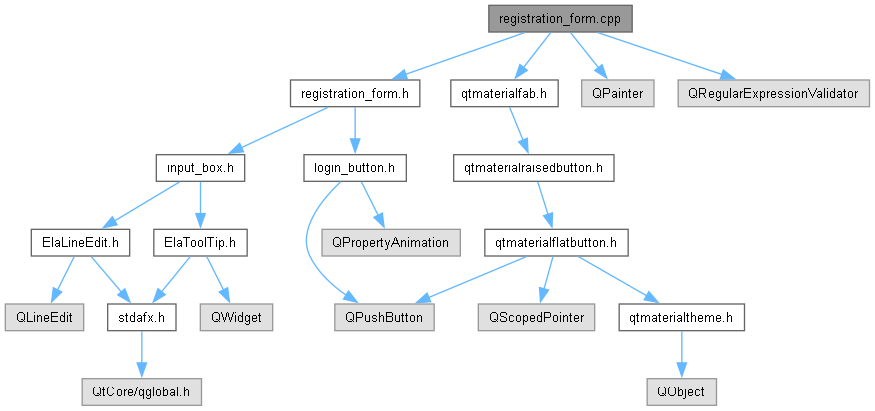 registration_form.cpp
registration_form.h
qtmaterialfab.h
QPainter
QRegularExpressionValidator
input_box.h
login_button.h
qtmaterialraisedbutton.h
ElaLineEdit.h
ElaToolTip.h
QPropertyAnimation
qtmaterialflatbutton.h
QLineEdit
stdafx.h
QWidget
QPushButton
QScopedPointer
qtmaterialtheme.h
QtCore/qglobal.h
QObject